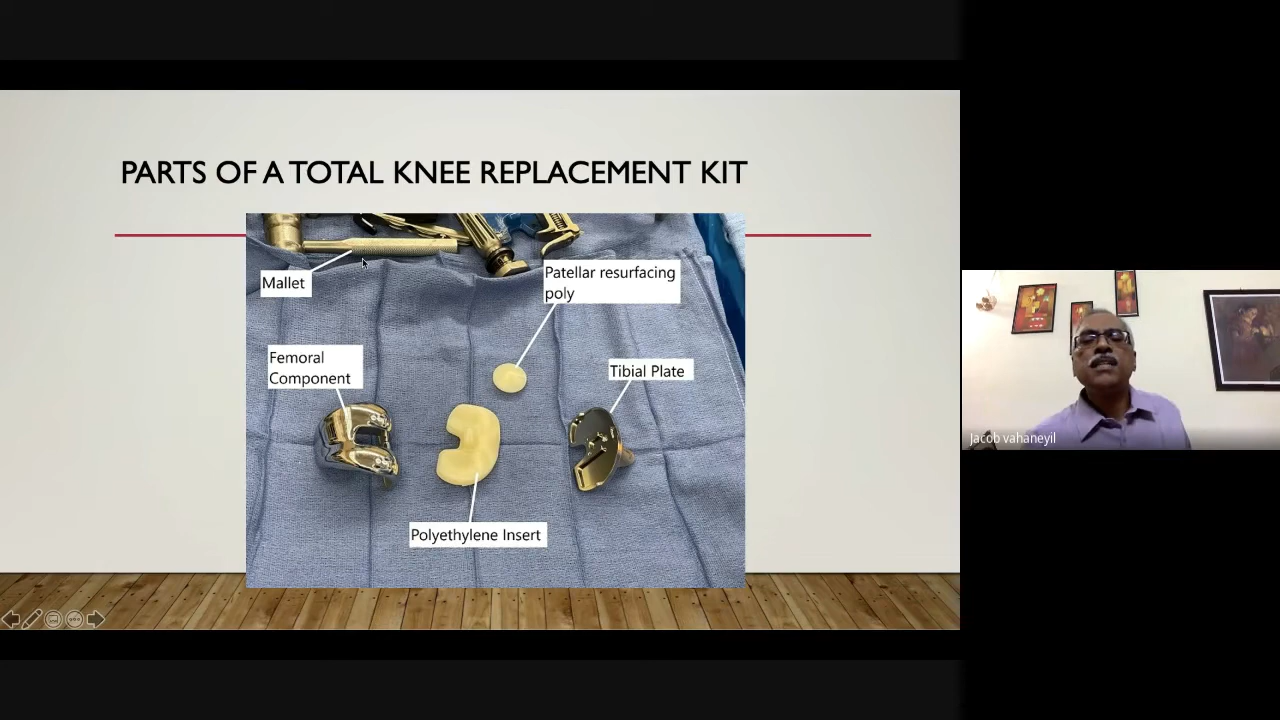 PARTS OF A TOTAL KNEE REPLACEMENT KIT
Mallet
Patellar resurfacing
poly
Femoral
Component
Tibial Plate
Polyethylene Insert
Jacob vahaneyil